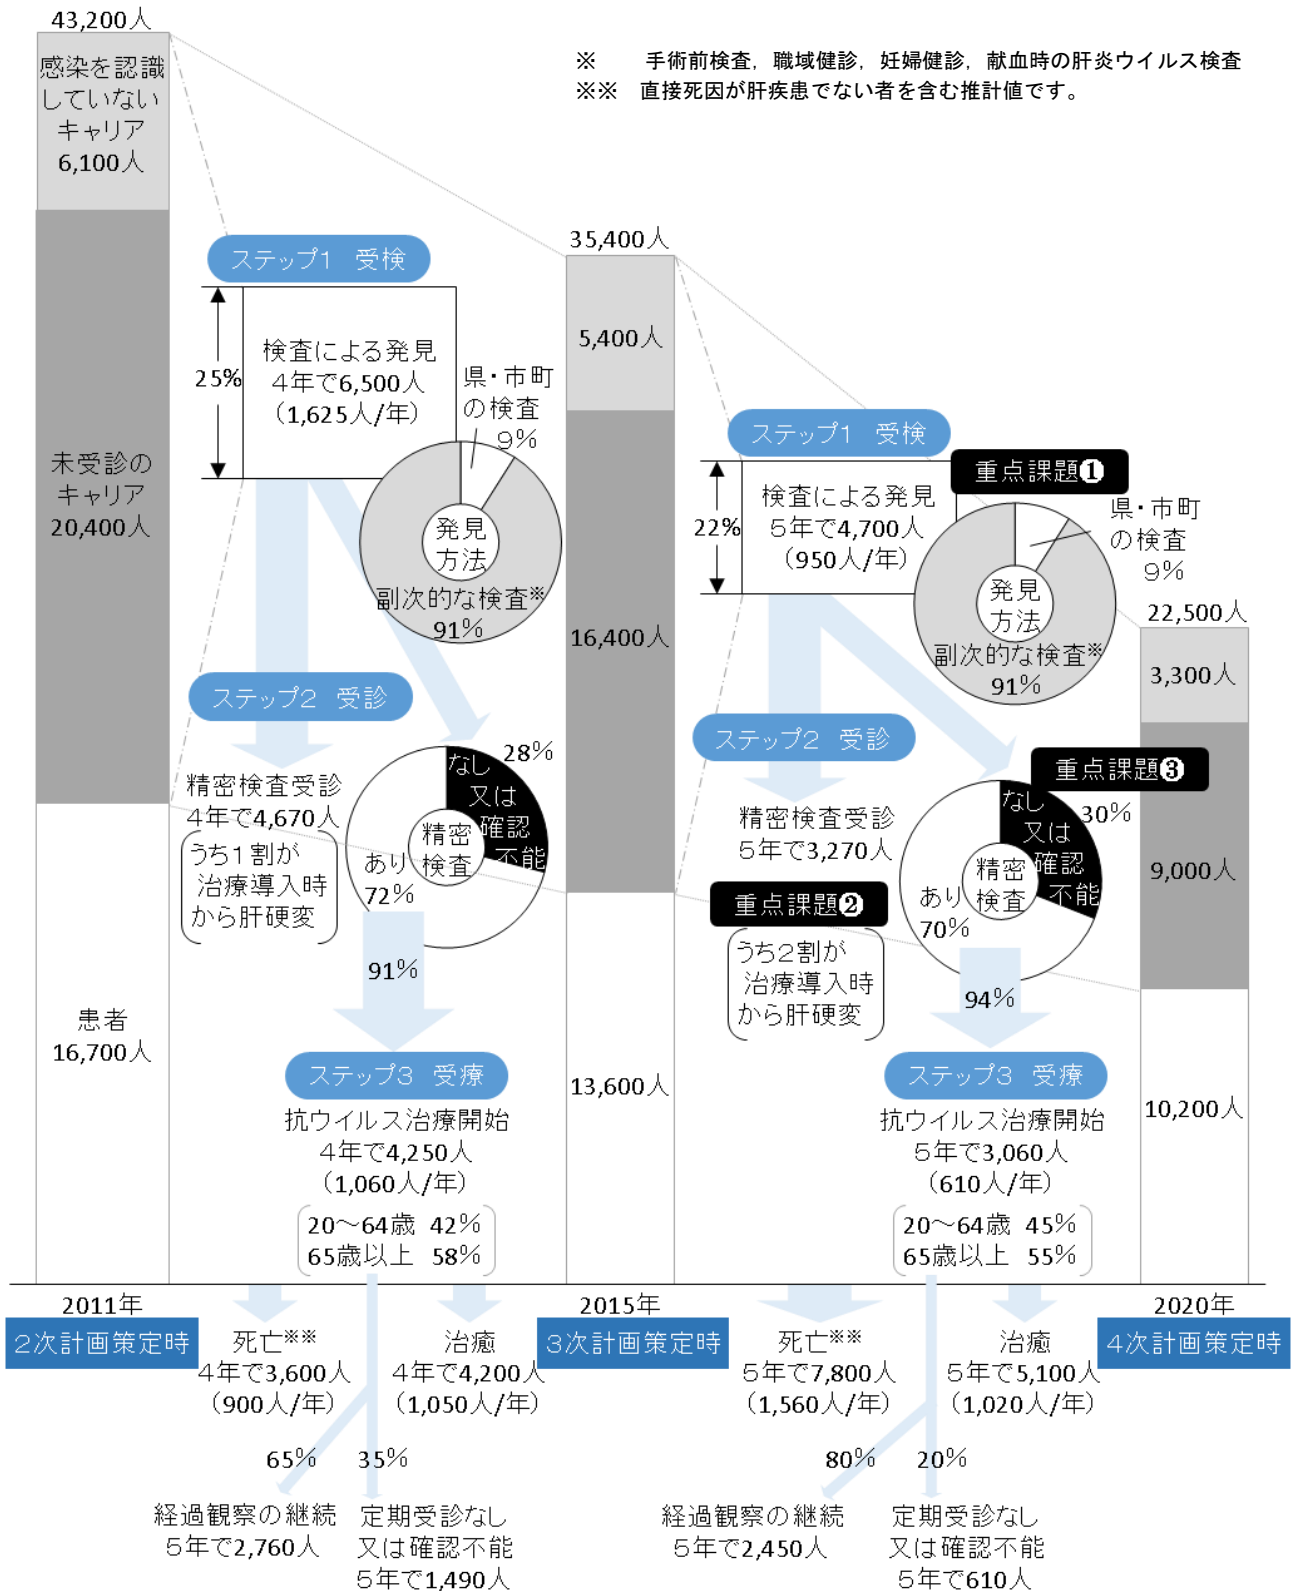 43,200人
感染を認識
していない
キャリア
6,100人
未受診の
キャリア
20,400人
患者
16,700人
※　手術前検査，職域健診，妊婦健診，献血時の肝炎ウイルス検査
※※　直接死因が肝疾患でない者を含む推計値です。
ステップ1　受検
25%
検査による発見
4年で6,500人
（1,625人/年）
県・市町
の検査
9%
発見
方法
副次的な検査※
91%
ステップ2　受診
精密検査受診
4年で4,670人
うち1割が
治療導入時
から肝硬変
28%
なし
又は
確認
不能
精密
検査
あり
72%
91%
ステップ3　受療
抗ウイルス治療開始
4年で4,250人
（1,060人/年）
20～64歳 42%
65歳以上 58%
35,400人
5,400人
16,400人
13,600人
ステップ1　受検
22%
検査による発見
5年で4,700人
（950人/年）
重点課題❶
県・市町
の検査
9%
発見
方法
副次的な検査※
91%
ステップ2　受診
精密検査受診
5年で3,270人
重点課題❷
うち2割が
治療導入時
から肝硬変
重点課題❸
30%
なし
又は
確認
不能
精密
検査
あり
70%
94%
ステップ3　受療
抗ウイルス治療開始
5年で3,060人
（610人/年）
20～64歳 45%
65歳以上 55%
22,500人
3,300人
9,000人
10,200人
2011年
2次計画策定時
死亡※※
4年で3,600人
（900人/年）
治癒
4年で4,200人
（1,050人/年）
65%
35%
経過観察の継続
5年で2,760人
定期受診なし
又は確認不能
5年で1,490人
2015年
3次計画策定時
死亡※※
5年で7,800人
（1,560人/年）
治癒
5年で5,100人
（1,020人/年）
80%
20%
経過観察の継続
5年で2,450人
定期受診なし
又は確認不能
5年で610人
2020年
4次計画策定時